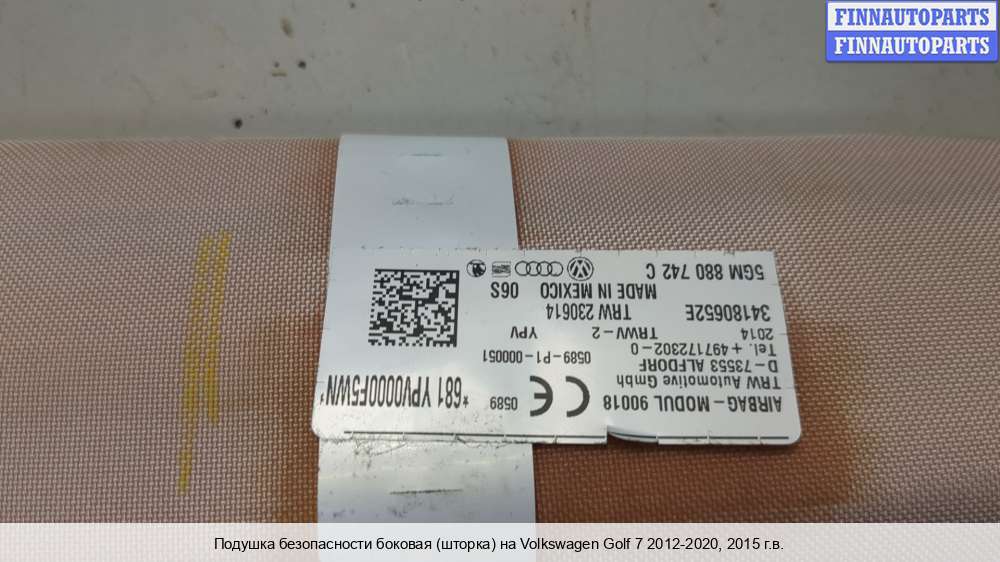 FINNAUTOPARTS
FINNAUTOPARTS
AIRBAG-MODUL 90018
TRW Automotive Gmbh
D-73553 ALFDORF
Tel. +497172302-0
2014 TRWV-2 YPV
34180652E TRW 230614
MADE IN MEXICO 06S
5GM 880 742 C
CE 0589
0589-P1-000051
*681 YPV0000F5WN*
Подушка безопасности боковая (шторка) на Volkswagen Golf 7 2012-2020, 2015 г.в.